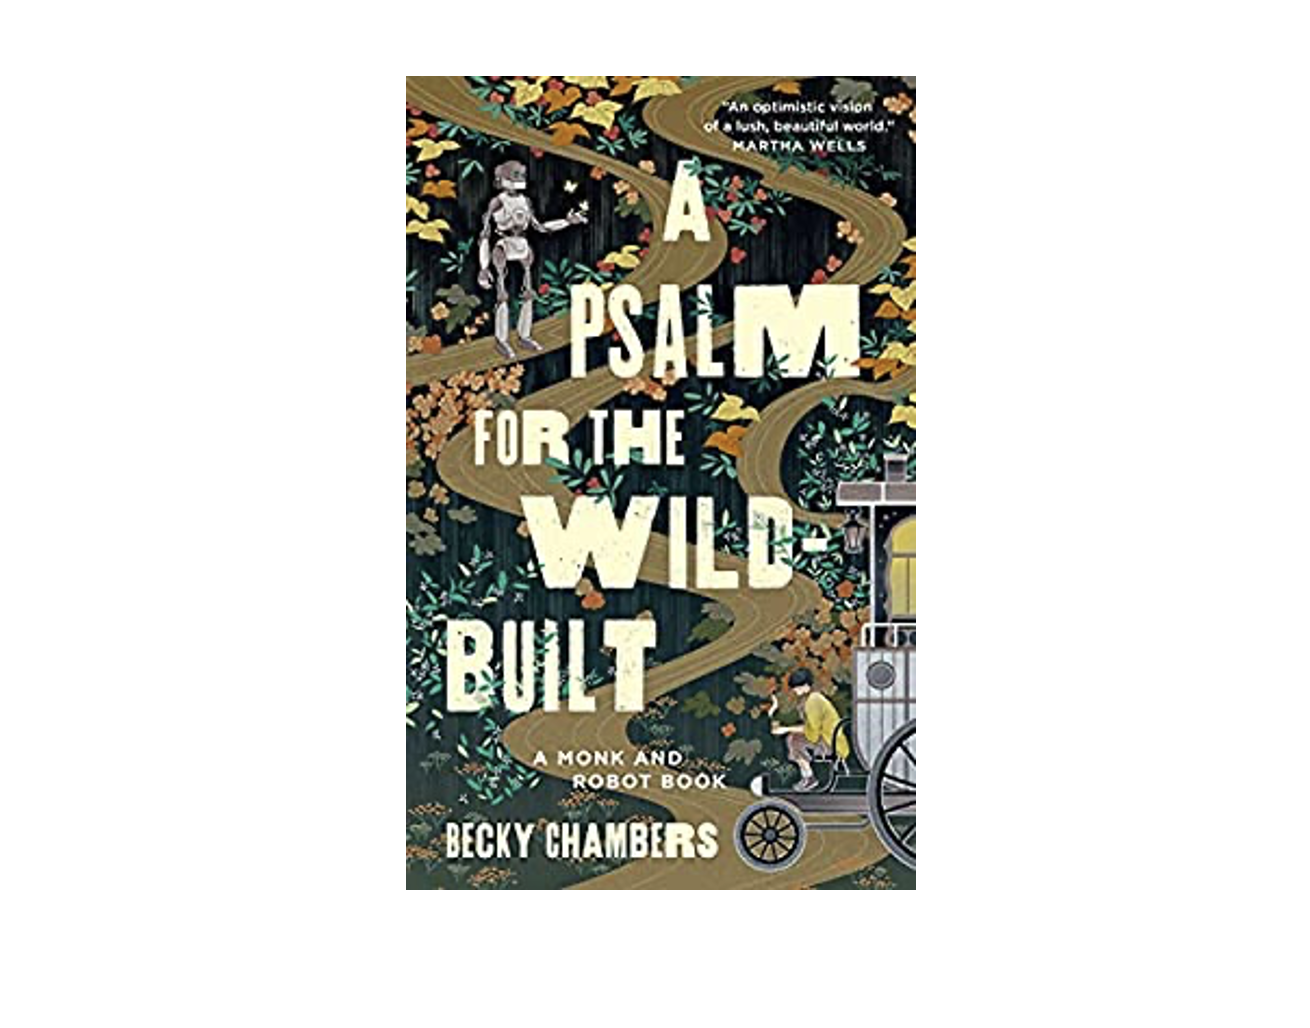 "An optimistic vision
of a lush, beautiful world."
MARTHA WELLS
A
PSALM
FOR THE
WILD-
BUILT
A MONK AND
ROBOT BOOK
BECKY CHAMBERS